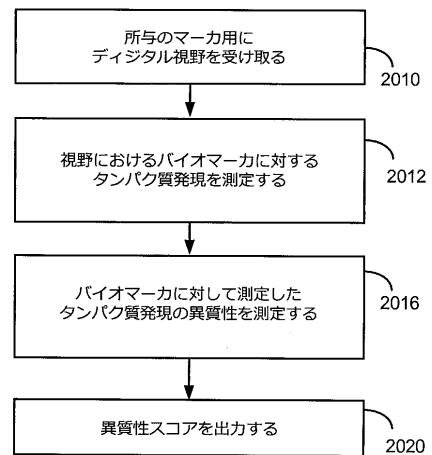 所与のマーカ用に
ディジタル視野を受け取る
2010
視野におけるバイオマーカに対する
タンパク質発現を測定する
2012
バイオマーカに対して測定した
タンパク質発現の異質性を測定する
2016
異質性スコアを出力する
2020